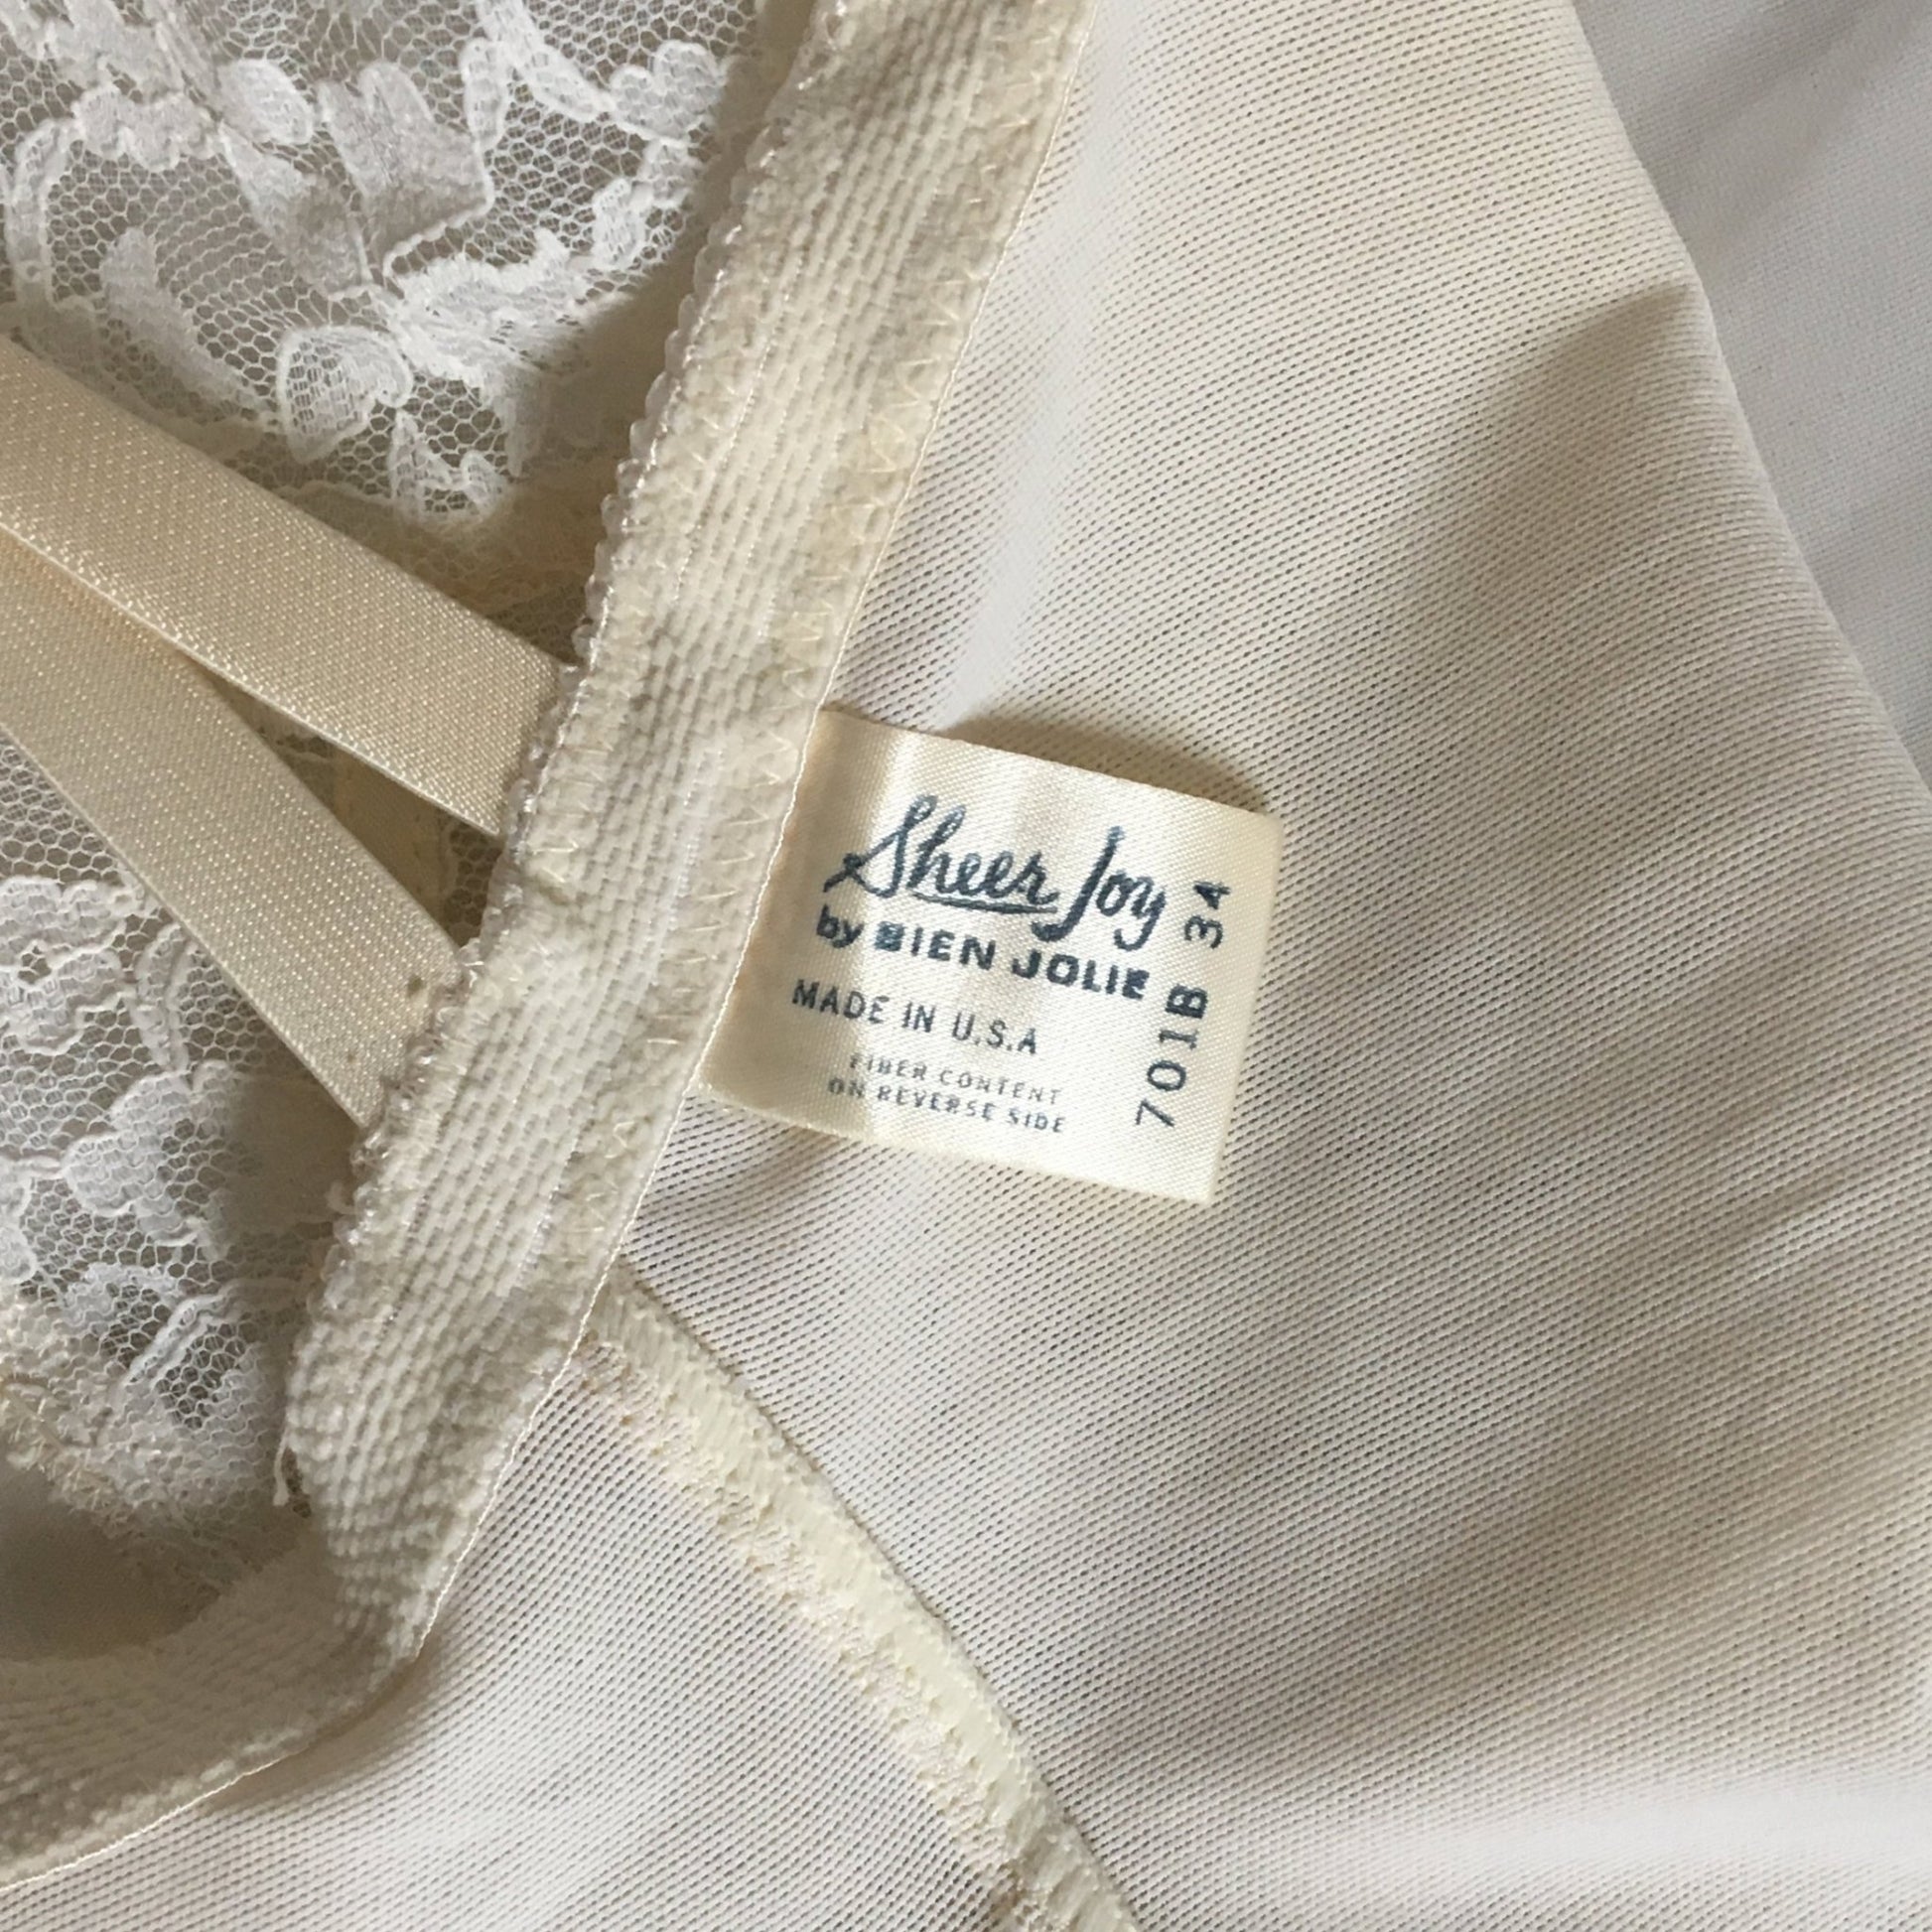 Sheer Joy
by BIEN JOLIE
MADE IN U.S.A
FIBER CONTENT
ON REVERSE SIDE
701B 34